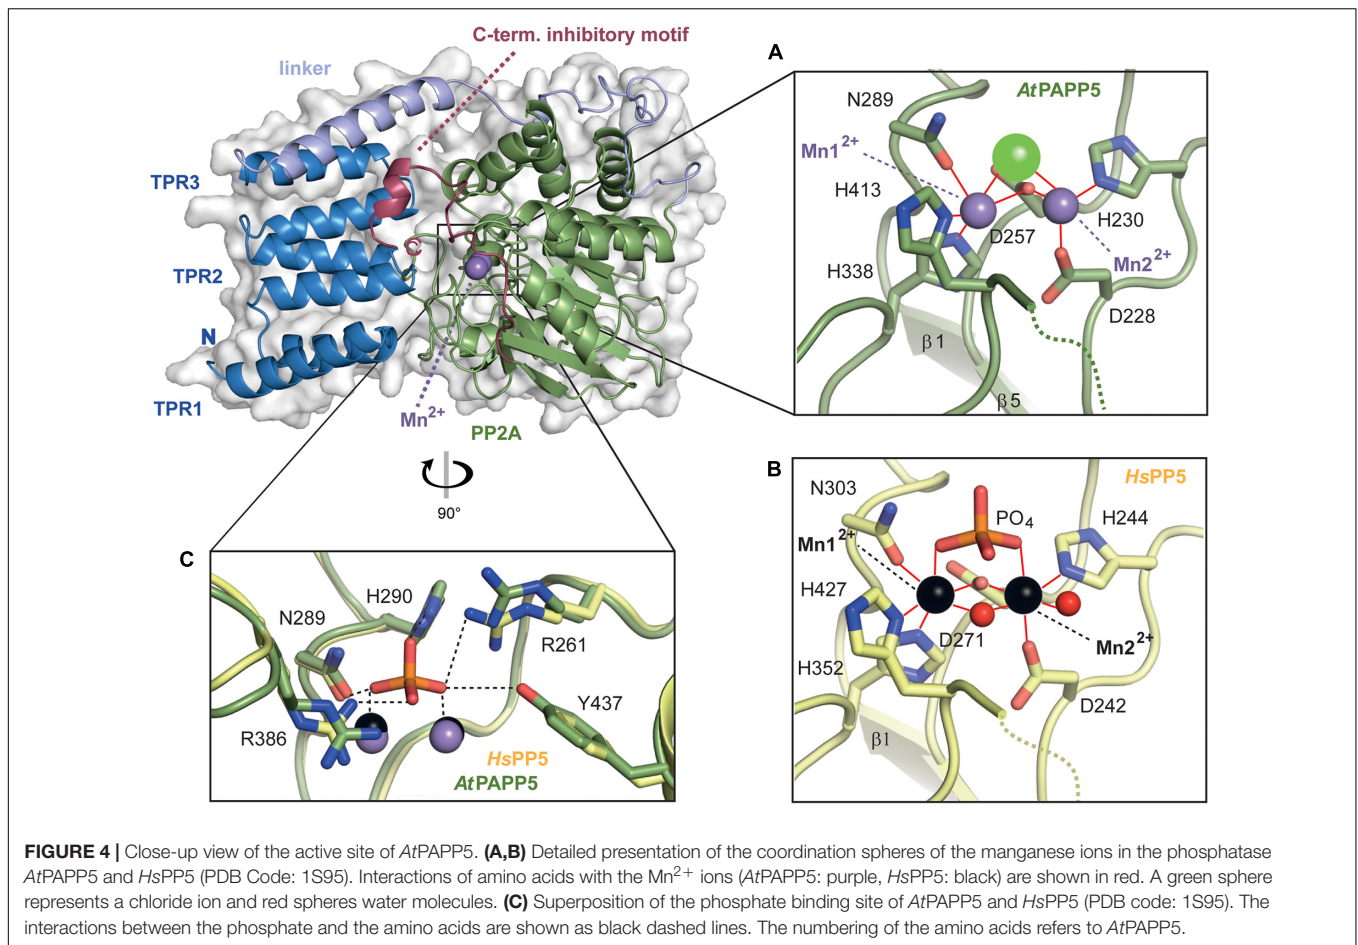 C-term. inhibitory motif
linker
TPR3
TPR2
N
TPR1
Mn2+
PP2A
90°
A
AtPAPP5
N289
Mn1 2+
H413
H230
D257
Mn2 2+
H338
D228
β1
β5
B
HsPP5
N303
PO4
H244
Mn1 2+
H427
D271
Mn2 2+
H352
D242
β1
C
H290
N289
R261
Y437
R386
HsPP5
AtPAPP5
FIGURE 4 | Close-up view of the active site of AtPAPP5. (A,B) Detailed presentation of the coordination spheres of the manganese ions in the phosphatase
AtPAPP5 and HsPP5 (PDB Code: 1S95). Interactions of amino acids with the Mn2+ ions (AtPAPP5: purple, HsPP5: black) are shown in red. A green sphere
represents a chloride ion and red spheres water molecules. (C) Superposition of the phosphate binding site of AtPAPP5 and HsPP5 (PDB code: 1S95). The
interactions between the phosphate and the amino acids are shown as black dashed lines. The numbering of the amino acids refers to AtPAPP5.